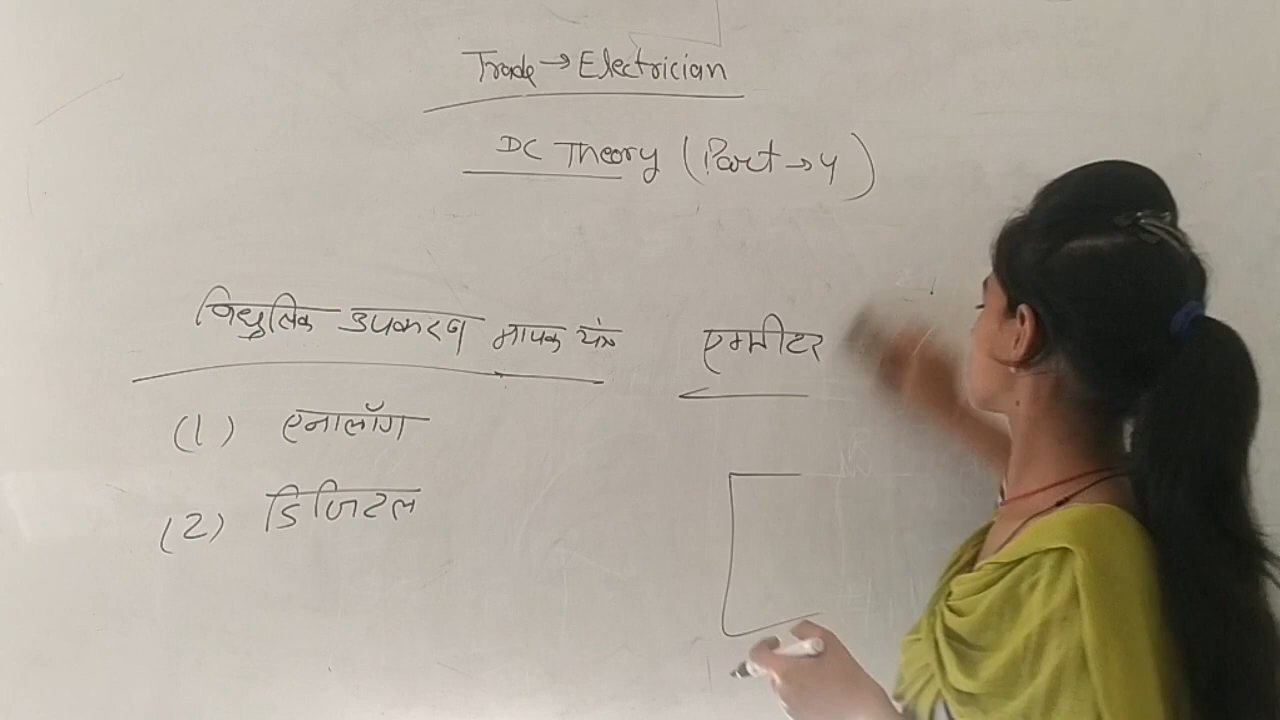 Trade → Electrician
DC Theory (Part → 4)
विधुतिक उपकरण मापक यंत्र
एमीटर
(1) एनालॉग
(2) डिजिटल